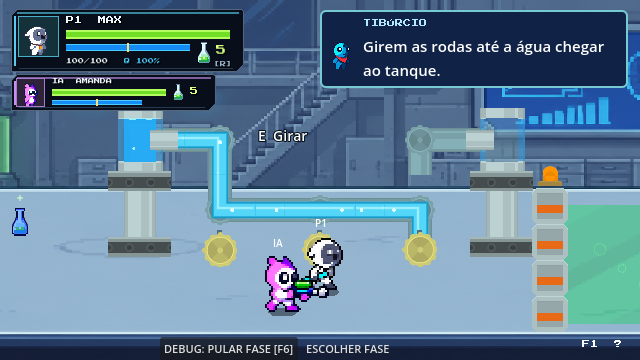 P1 MAX
5
100/100 Q 100% [R]
IA AMANDA
5
TIBÚRCIO
Girem as rodas até a água chegar
ao tanque.
E Girar
P1
IA
F1 ?
DEBUG: PULAR FASE [F6] ESCOLHER FASE